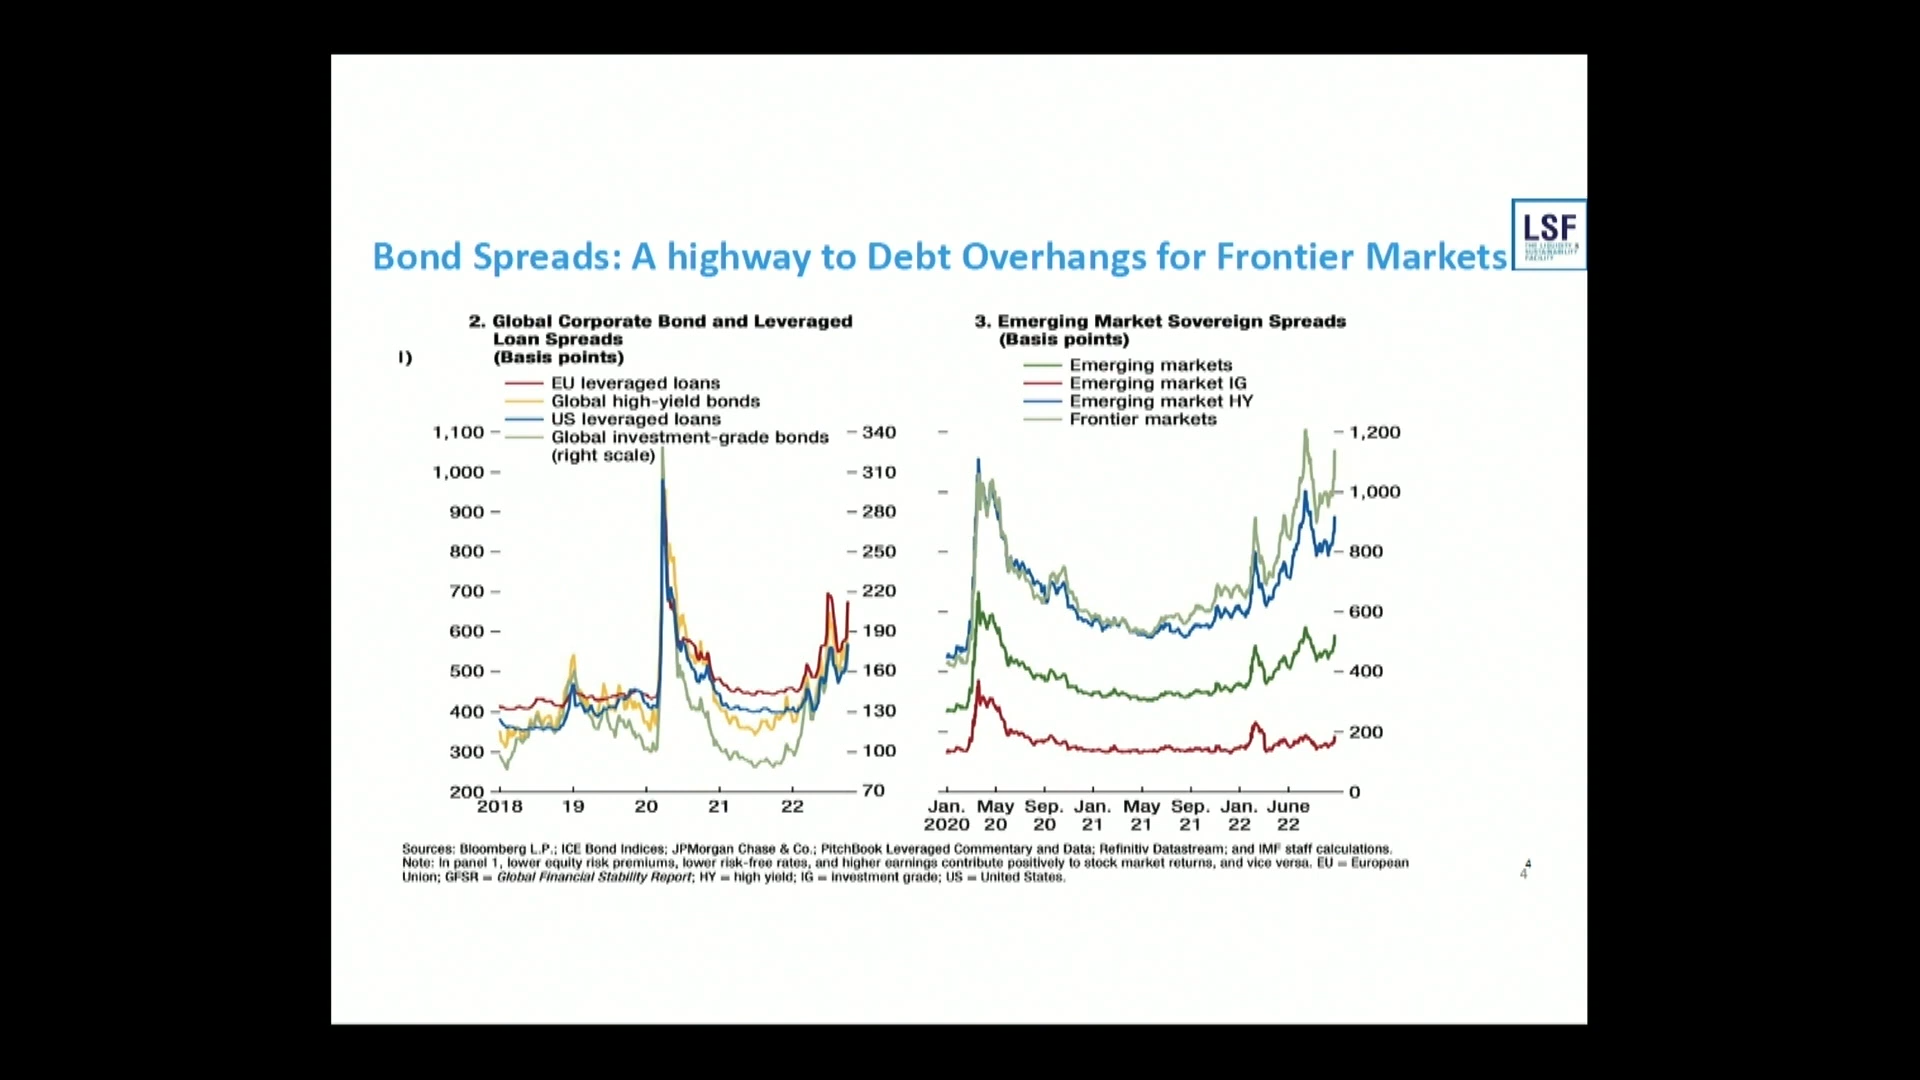 LSF
THE LIQUIDITY &
SUSTAINABILITY
FACILITY
Bond Spreads: A highway to Debt Overhangs for Frontier Markets
2. Global Corporate Bond and Leveraged
Loan Spreads
(Basis points)
l)
EU leveraged loans
Global high-yield bonds
US leveraged loans
Global investment-grade bonds
(right scale)
1,100
1,000
900
800
700
600
500
400
300
200
340
310
280
250
220
190
160
130
100
70
2018 19 20 21 22
3. Emerging Market Sovereign Spreads
(Basis points)
Emerging markets
Emerging market IG
Emerging market HY
Frontier markets
1,200
1,000
800
600
400
200
0
Jan. May Sep. Jan. May Sep. Jan. June
2020 20 20 21 21 21 22 22
Sources: Bloomberg L.P.; ICE Bond Indices; JPMorgan Chase & Co.; PitchBook Leveraged Commentary and Data; Refinitiv Datastream; and IMF staff calculations.
Note: In panel 1, lower equity risk premiums, lower risk-free rates, and higher earnings contribute positively to stock market returns, and vice versa. EU = European
Union; GFSR = Global Financial Stability Report; HY = high yield; IG = investment grade; US = United States.
4
4